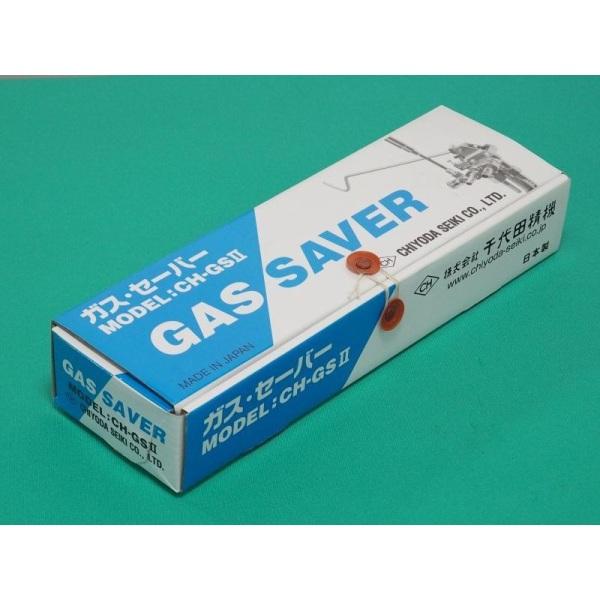 ガス・セーバー
MODEL:CH-GSⅡ
GAS SAVER
MADE IN JAPAN
CH CHIYODA SEIKI CO., LTD.
GAS SAVER
MODEL:CH-GSⅡ
CHIYODA SEIKI CO., LTD.
ガス・セーバー
MODEL:CH-GSⅡ
CH 株式会社 千代田精機
www.chiyoda-seiki.co.jp
日本製